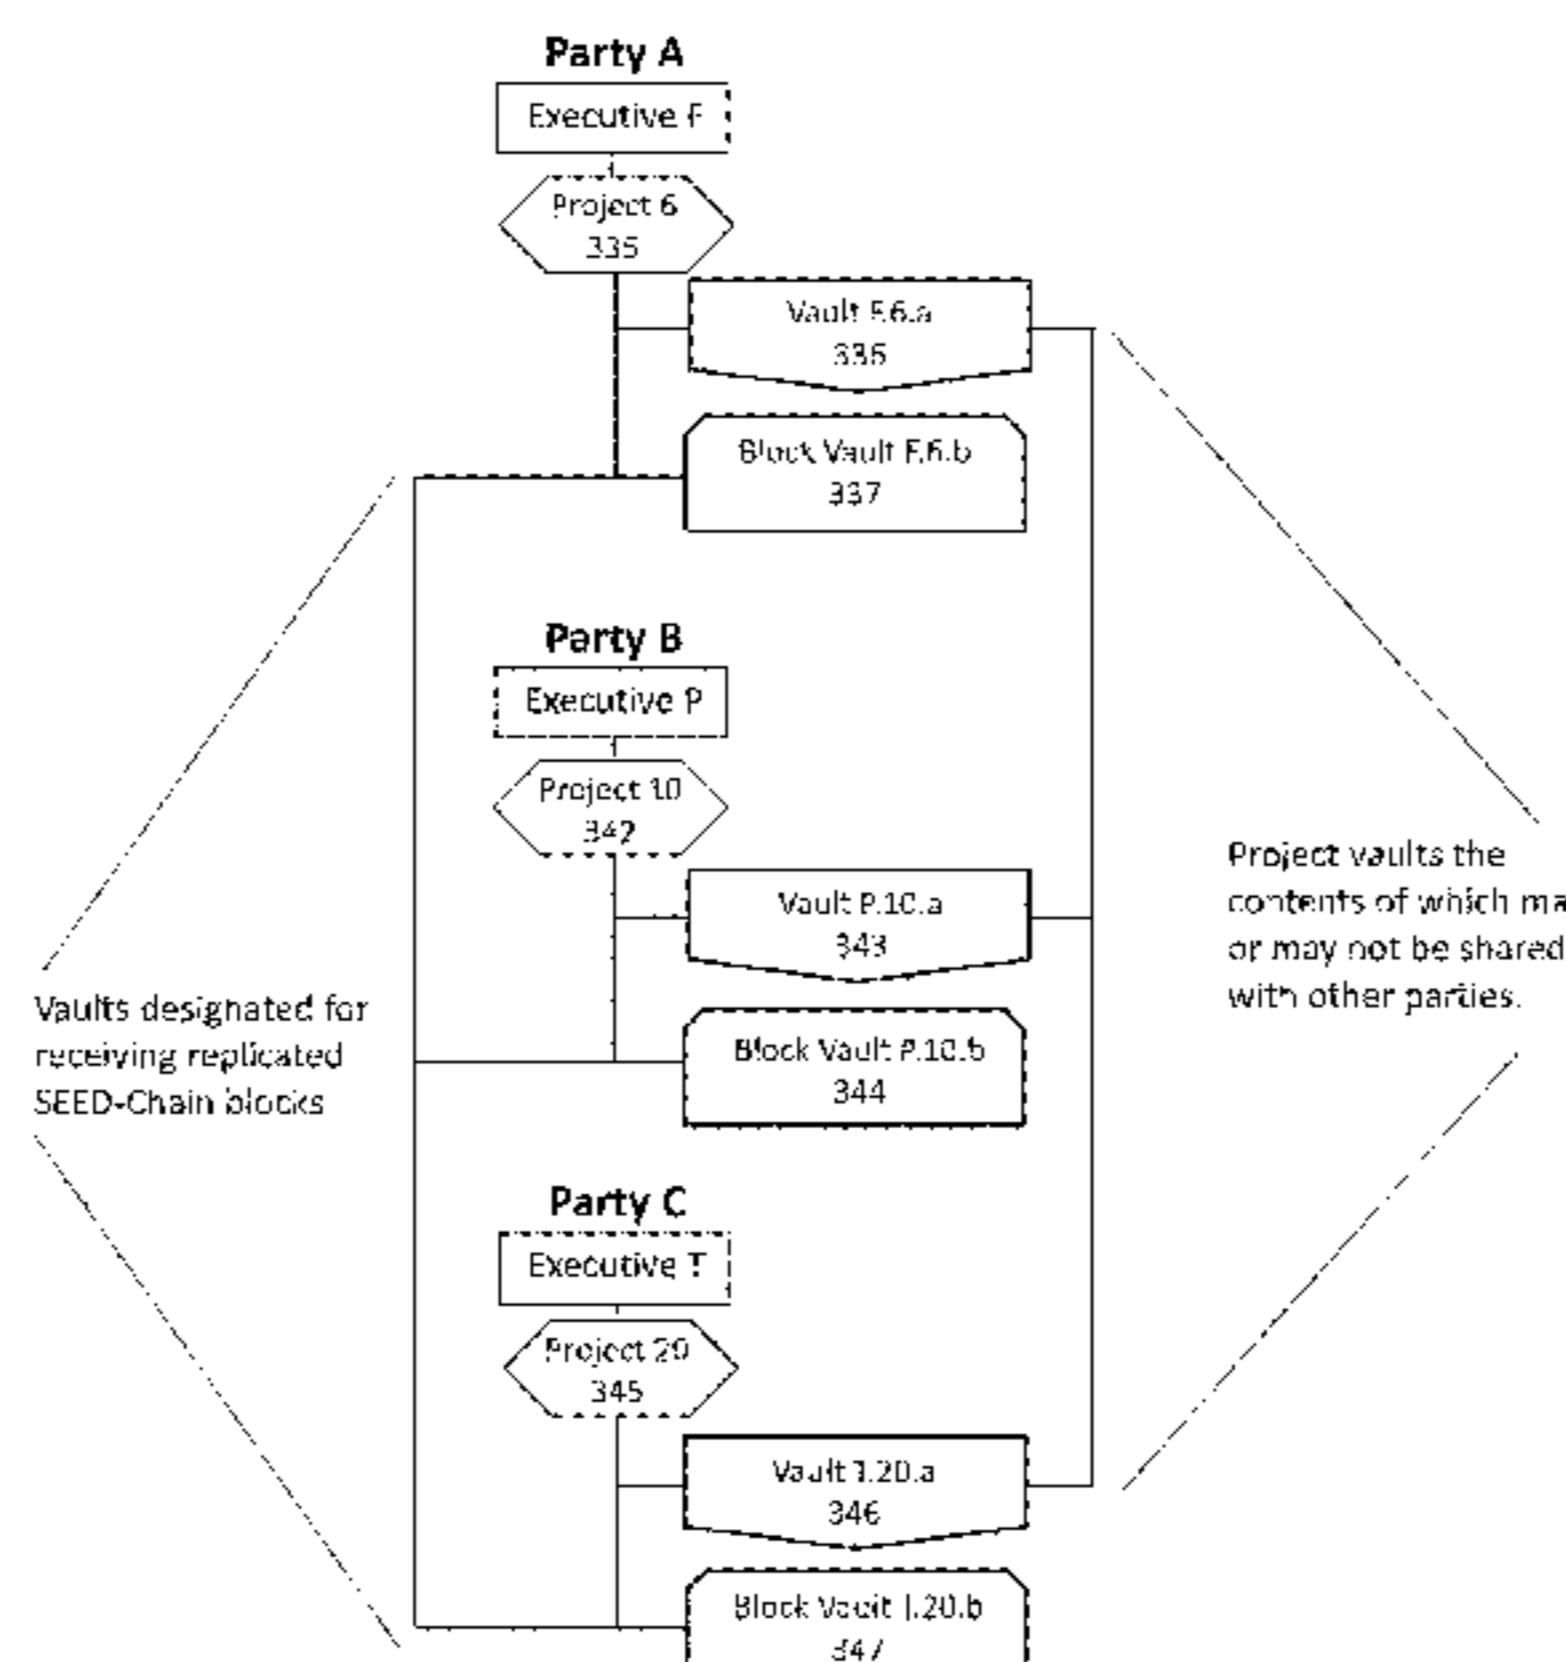 Party A
Executive F
Project 6
335
Vault F.6.a
336
Block Vault F.6.b
337
Party B
Executive P
Project 10
342
Vault P.10.a
343
Block Vault P.10.b
344
Project vaults the
contents of which ma
or may not be shared
with other parties.
Vaults designated for
receiving replicated
SEED-Chain blocks
Party C
Executive T
Project 20
345
Vault T.20.a
346
Block Vault T.20.b
347